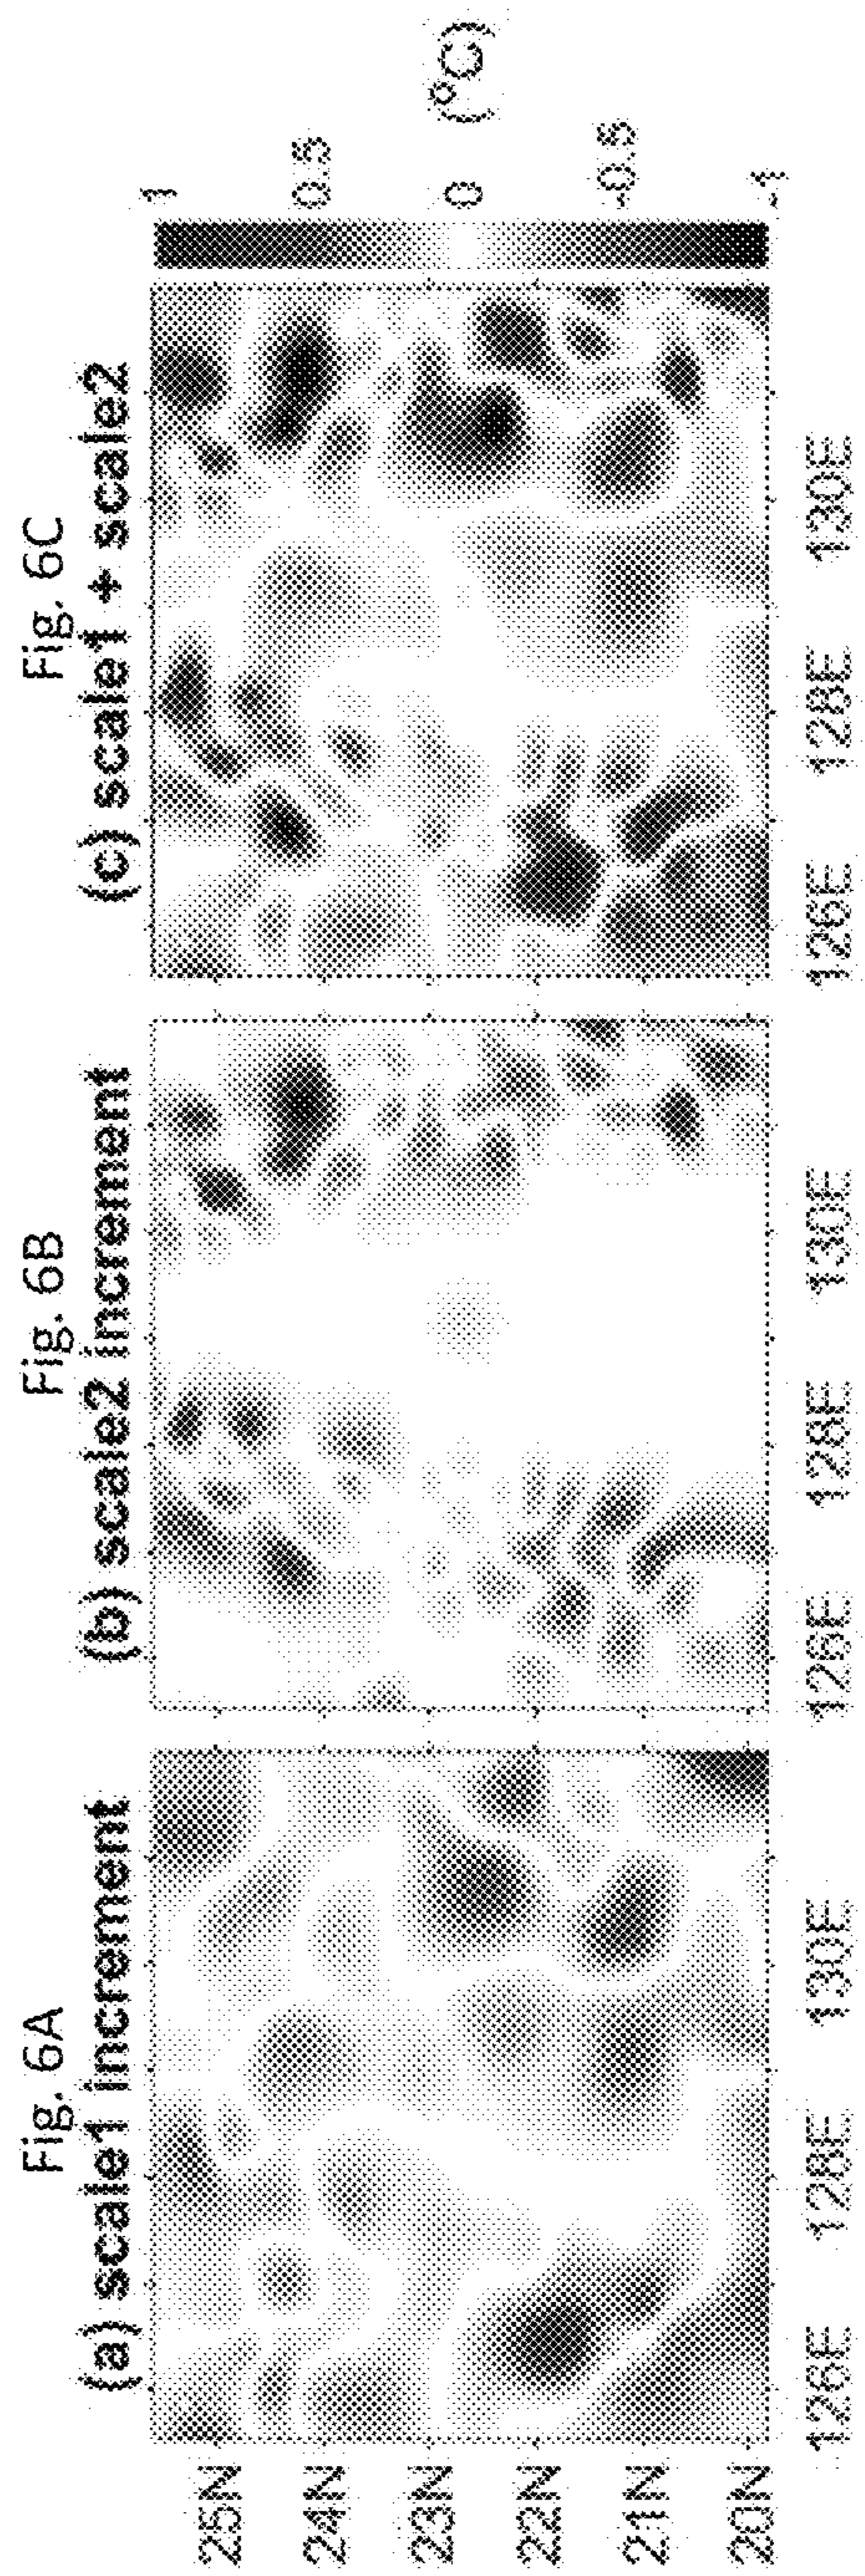 Fig. 6A
(a) scale1 increment
25N
24N
23N
22N
21N
20N
126E
128E
130E
Fig. 6B
(b) scale2 increment
126E
128E
130E
Fig. 6C
(c) scale1 + scale2
126E
128E
130E
1
0.5
0
-0.5
-1
(°C)